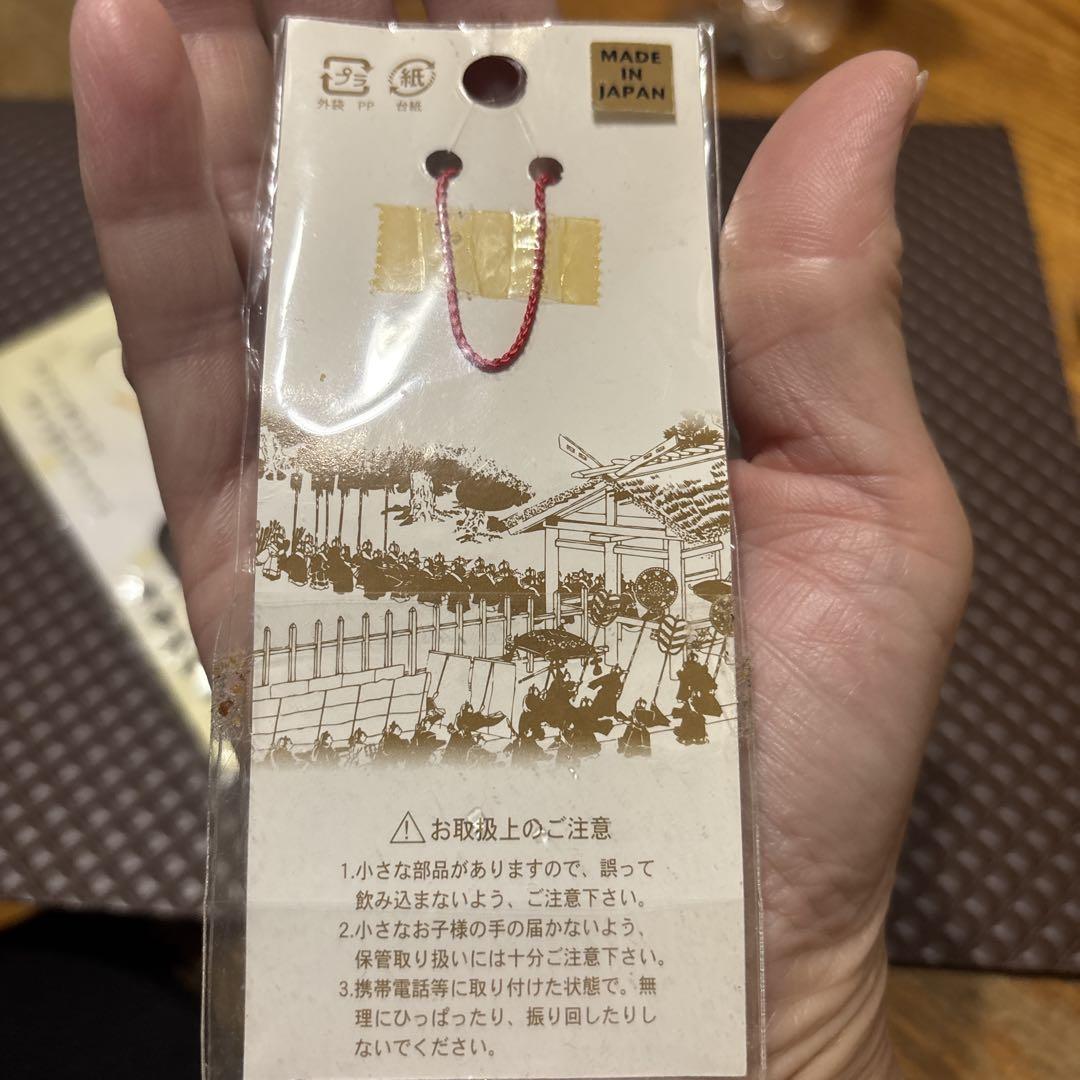 プラ 紙
外袋 PP 台紙
MADE
IN
JAPAN
⚠お取扱上のご注意
1.小さな部品がありますので、誤って
飲み込まないよう、ご注意下さい。
2.小さなお子様の手の届かないよう、
保管取り扱いには十分ご注意下さい。
3.携帯電話等に取り付けた状態で。無
理にひっぱったり、振り回したりし
ないでください。